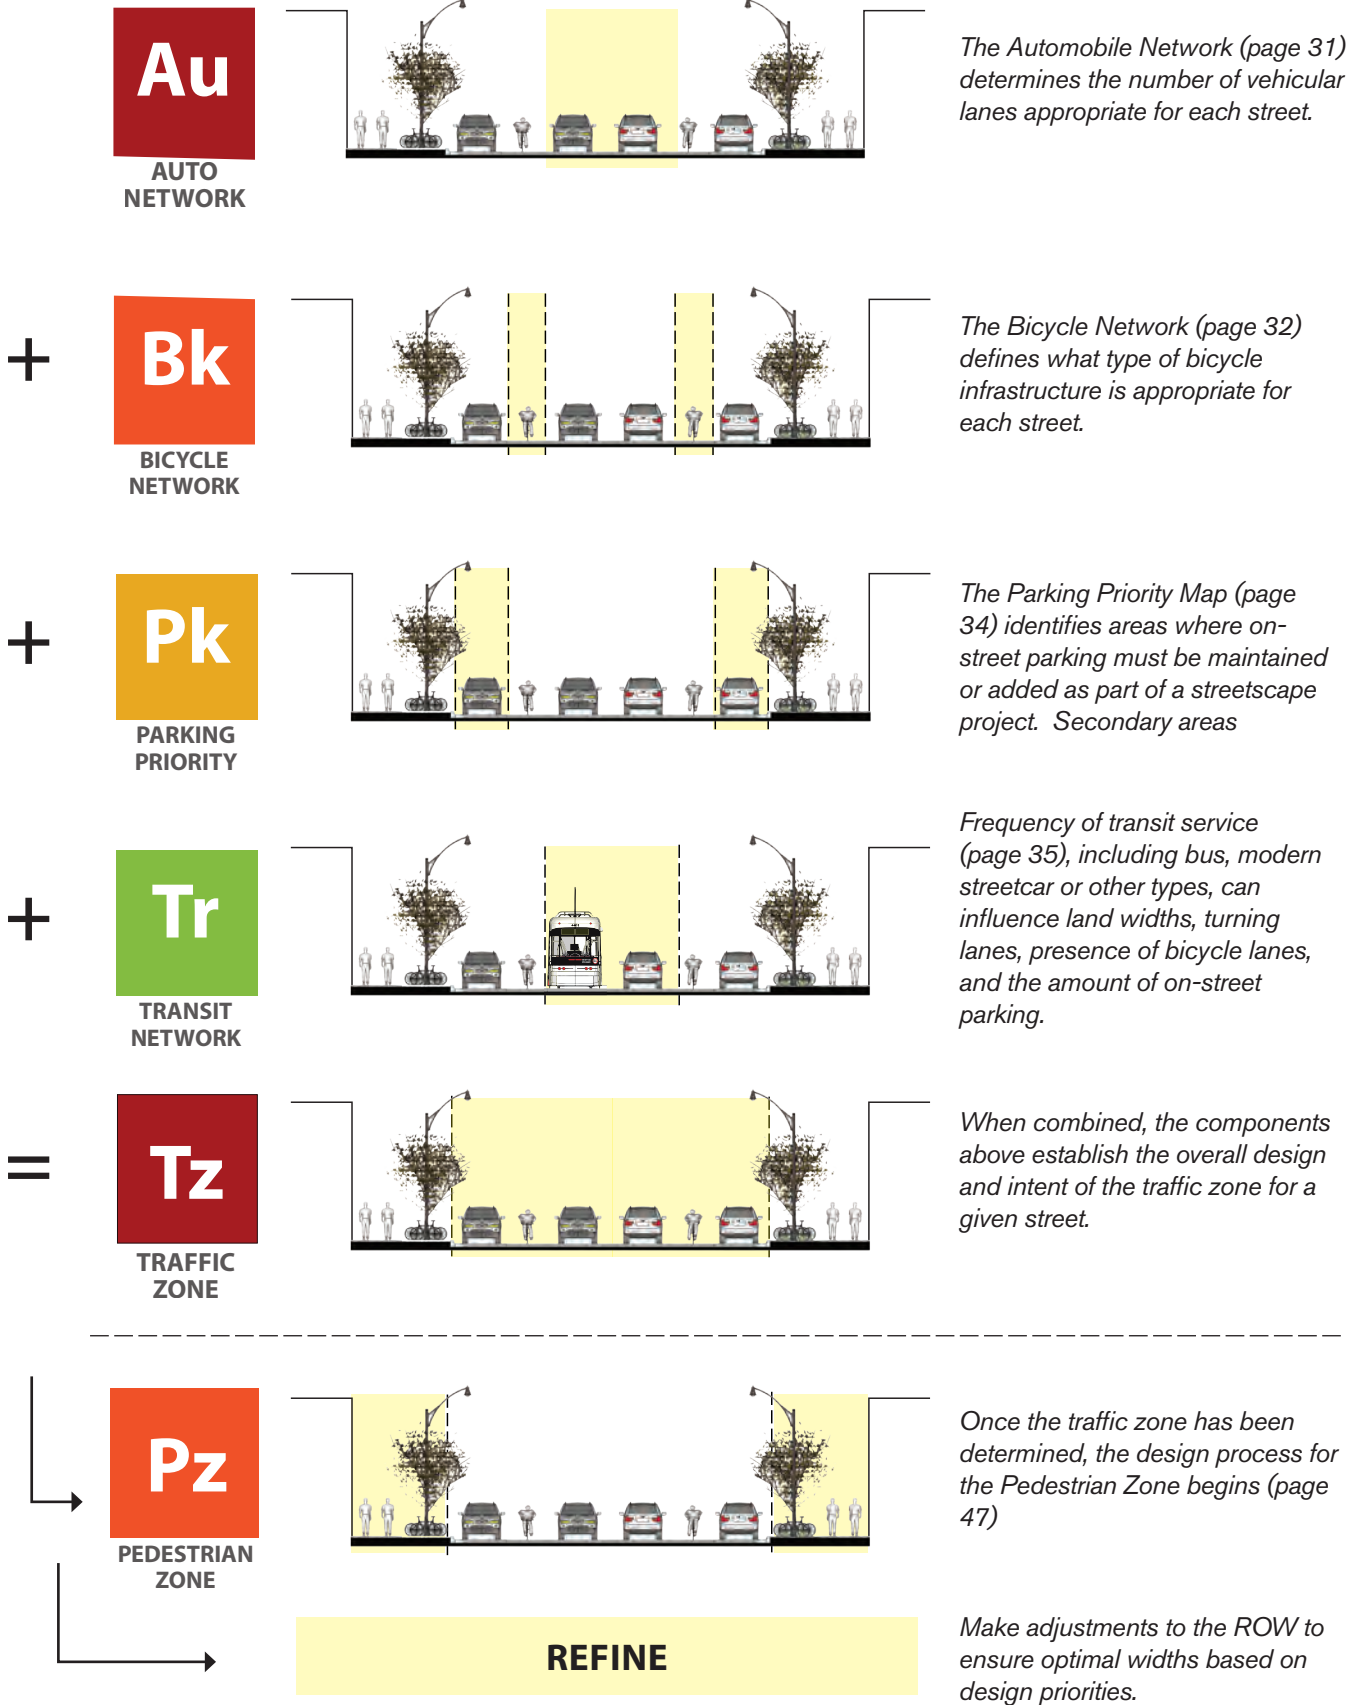 Au
AUTO
NETWORK
The Automobile Network (page 31)
determines the number of vehicular
lanes appropriate for each street.
+
Bk
BICYCLE
NETWORK
The Bicycle Network (page 32)
defines what type of bicycle
infrastructure is appropriate for
each street.
+
Pk
PARKING
PRIORITY
The Parking Priority Map (page
34) identifies areas where on-
street parking must be maintained
or added as part of a streetscape
project.  Secondary areas
+
Tr
TRANSIT
NETWORK
Frequency of transit service
(page 35), including bus, modern
streetcar or other types, can
influence land widths, turning
lanes, presence of bicycle lanes,
and the amount of on-street
parking.
=
Tz
TRAFFIC
ZONE
When combined, the components
above establish the overall design
and intent of the traffic zone for a
given street.
Pz
PEDESTRIAN
ZONE
Once the traffic zone has been
determined, the design process for
the Pedestrian Zone begins (page
47)
REFINE
Make adjustments to the ROW to
ensure optimal widths based on
design priorities.